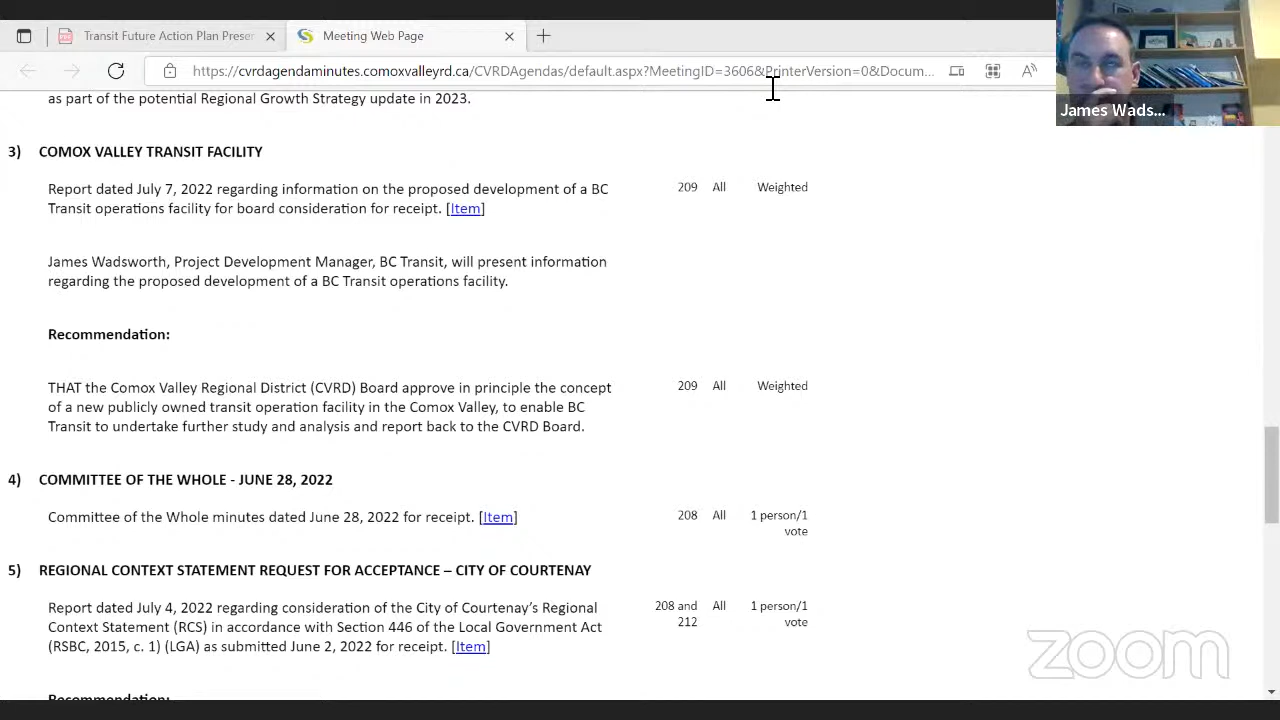 Transit Future Action Plan Presen
Meeting Web Page
https://cvrdagendaminutes.comoxvalleyrd.ca/CVRDAgendas/default.aspx?MeetingID=3606&PrinterVersion=0&Docum...
James Wads...
as part of the potential Regional Growth Strategy update in 2023.
3) COMOX VALLEY TRANSIT FACILITY
Report dated July 7, 2022 regarding information on the proposed development of a BC 209 All Weighted
Transit operations facility for board consideration for receipt. [Item]
James Wadsworth, Project Development Manager, BC Transit, will present information
regarding the proposed development of a BC Transit operations facility.
Recommendation:
THAT the Comox Valley Regional District (CVRD) Board approve in principle the concept 209 All Weighted
of a new publicly owned transit operation facility in the Comox Valley, to enable BC
Transit to undertake further study and analysis and report back to the CVRD Board.
4) COMMITTEE OF THE WHOLE - JUNE 28, 2022
Committee of the Whole minutes dated June 28, 2022 for receipt. [Item] 208 All 1 person/1
vote
5) REGIONAL CONTEXT STATEMENT REQUEST FOR ACCEPTANCE – CITY OF COURTENAY
Report dated July 4, 2022 regarding consideration of the City of Courtenay's Regional 208 and All 1 person/1
Context Statement (RCS) in accordance with Section 446 of the Local Government Act 212 vote
(RSBC, 2015, c. 1) (LGA) as submitted June 2, 2022 for receipt. [Item]
Recommendation:
zoom